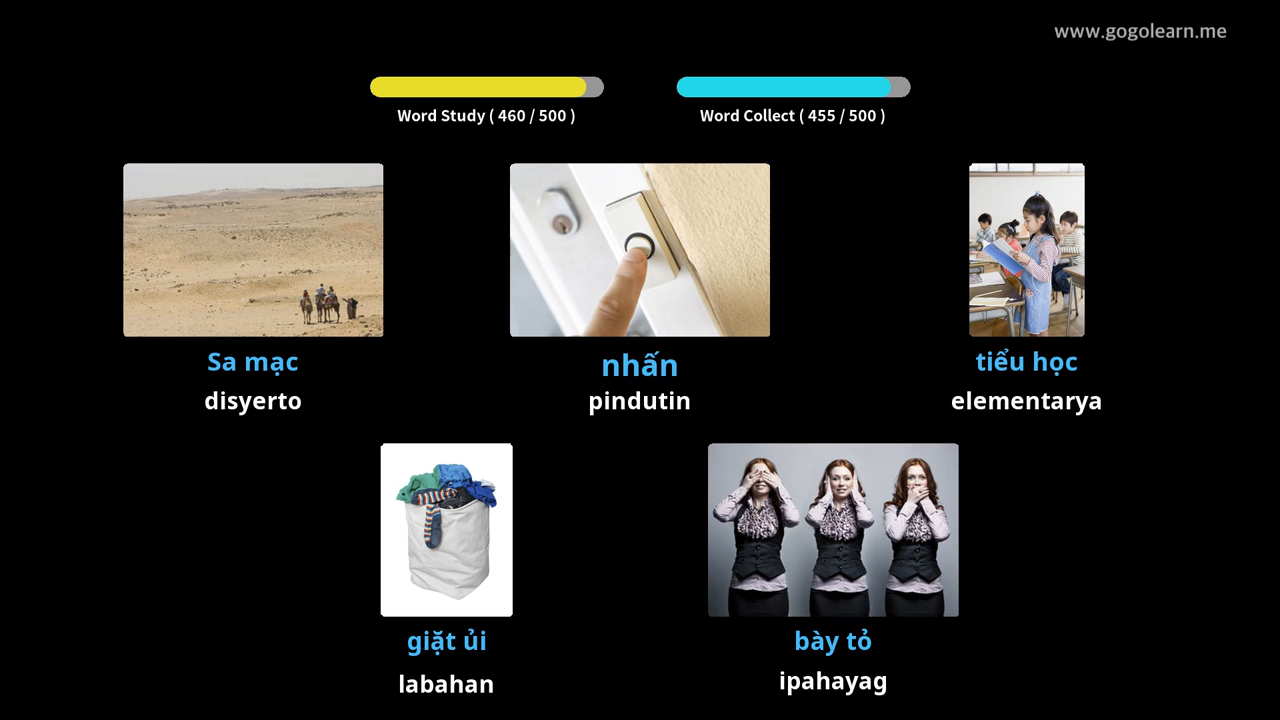 www.gogolearn.me
Word Study ( 460 / 500 )
Word Collect ( 455 / 500 )
Sa mạc
disyerto
nhấn
pindutin
tiểu học
elementarya
giặt ủi
labahan
bày tỏ
ipahayag